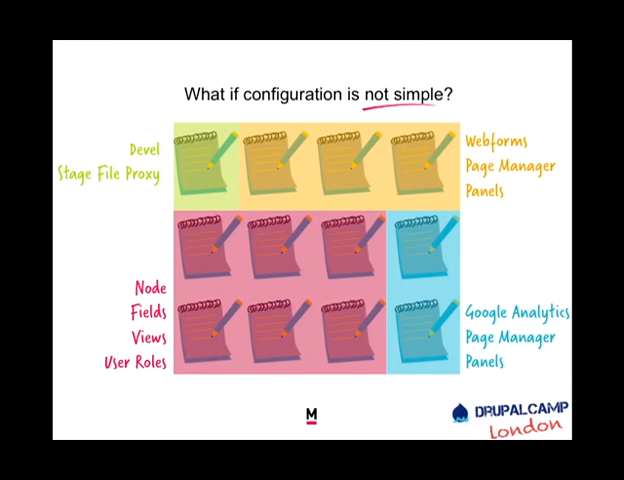 What if configuration is not simple?
Devel
Stage File Proxy
Webforms
Page Manager
Panels
Node
Fields
Views
User Roles
Google Analytics
Page Manager
Panels
M
DRUPALCAMP
London